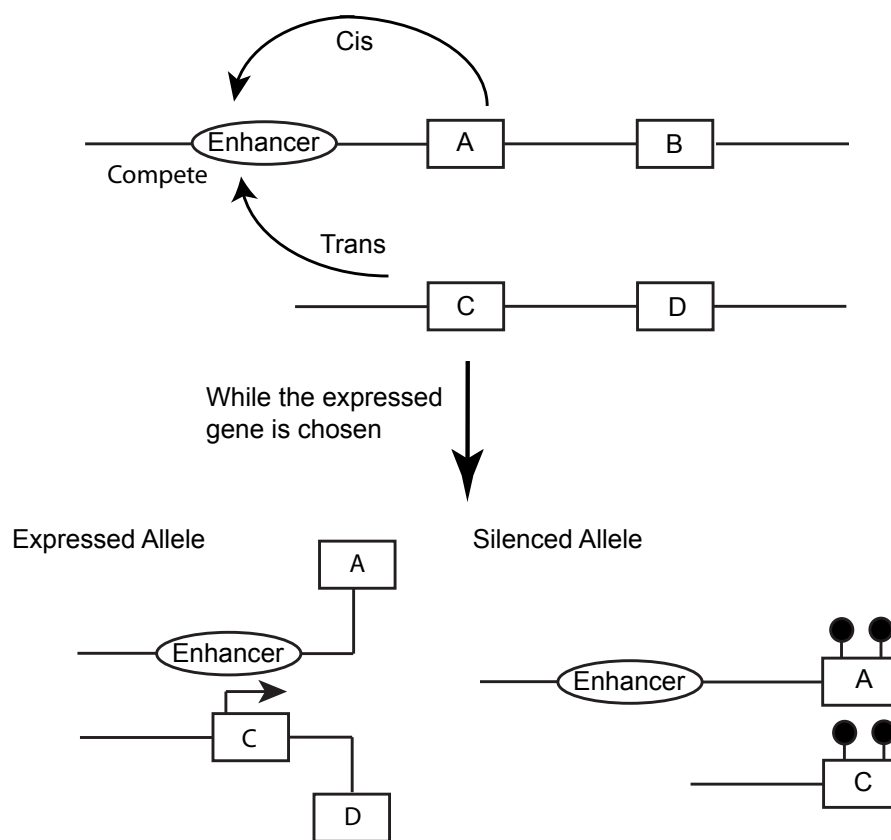 Cis
Enhancer
A
B
Compete
Trans
C
D
While the expressed
gene is chosen
Expressed Allele
Silenced Allele
A
Enhancer
Enhancer
A
C
C
D